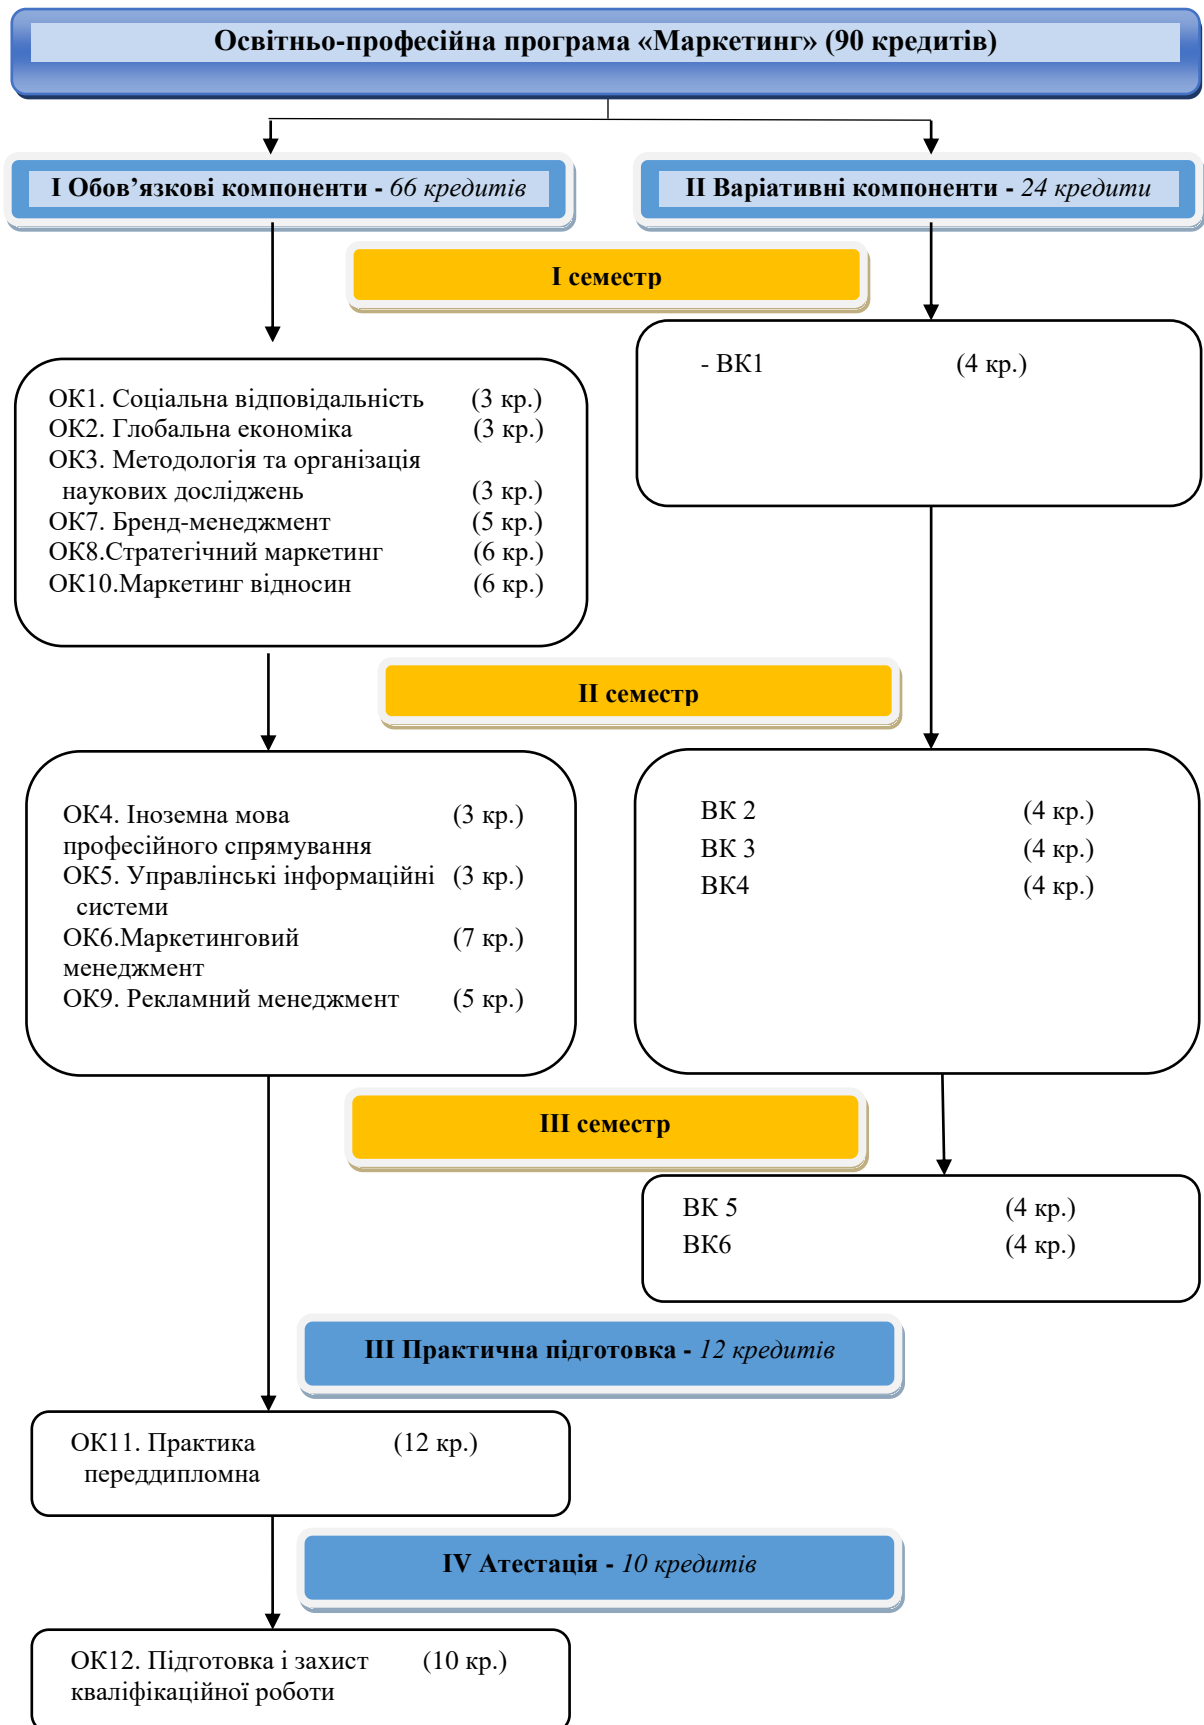 Освітньо-професійна програма «Маркетинг» (90 кредитів)
I Обов’язкові компоненти - 66 кредитів
II Варіативні компоненти - 24 кредити
I семестр
ОК1. Соціальна відповідальність (3 кр.)
ОК2. Глобальна економіка (3 кр.)
ОК3. Методологія та організація
наукових досліджень (3 кр.)
ОК7. Бренд-менеджмент (5 кр.)
ОК8.Стратегічний маркетинг (6 кр.)
ОК10.Маркетинг відносин (6 кр.)
- ВК1 (4 кр.)
II семестр
ОК4. Іноземна мова (3 кр.)
професійного спрямування
ОК5. Управлінські інформаційні (3 кр.)
системи
ОК6.Маркетинговий (7 кр.)
менеджмент
ОК9. Рекламний менеджмент (5 кр.)
ВК 2 (4 кр.)
ВК 3 (4 кр.)
ВК4 (4 кр.)
III семестр
ВК 5 (4 кр.)
ВК6 (4 кр.)
III Практична підготовка - 12 кредитів
ОК11. Практика (12 кр.)
переддипломна
IV Атестація - 10 кредитів
ОК12. Підготовка і захист (10 кр.)
кваліфікаційної роботи